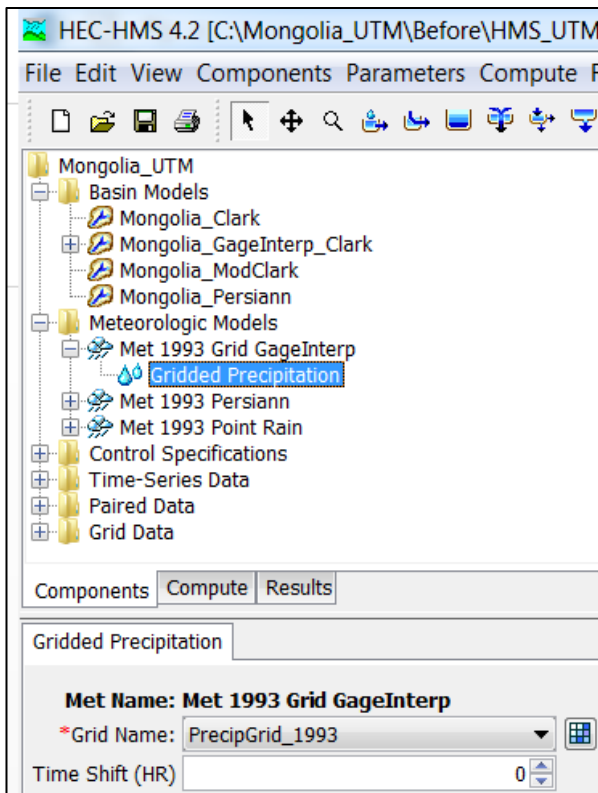 HEC-HMS 4.2 [C:\Mongolia_UTM\Before\HMS_UTM
File Edit View Components Parameters Compute
Mongolia_UTM
Basin Models
Mongolia_Clark
Mongolia_GageInterp_Clark
Mongolia_ModClark
Mongolia_Persiann
Meteorologic Models
Met 1993 Grid GageInterp
Gridded Precipitation
Met 1993 Persiann
Met 1993 Point Rain
Control Specifications
Time-Series Data
Paired Data
Grid Data
Components Compute Results
Gridded Precipitation
Met Name: Met 1993 Grid GageInterp
*Grid Name: PrecipGrid_1993
Time Shift (HR) 0